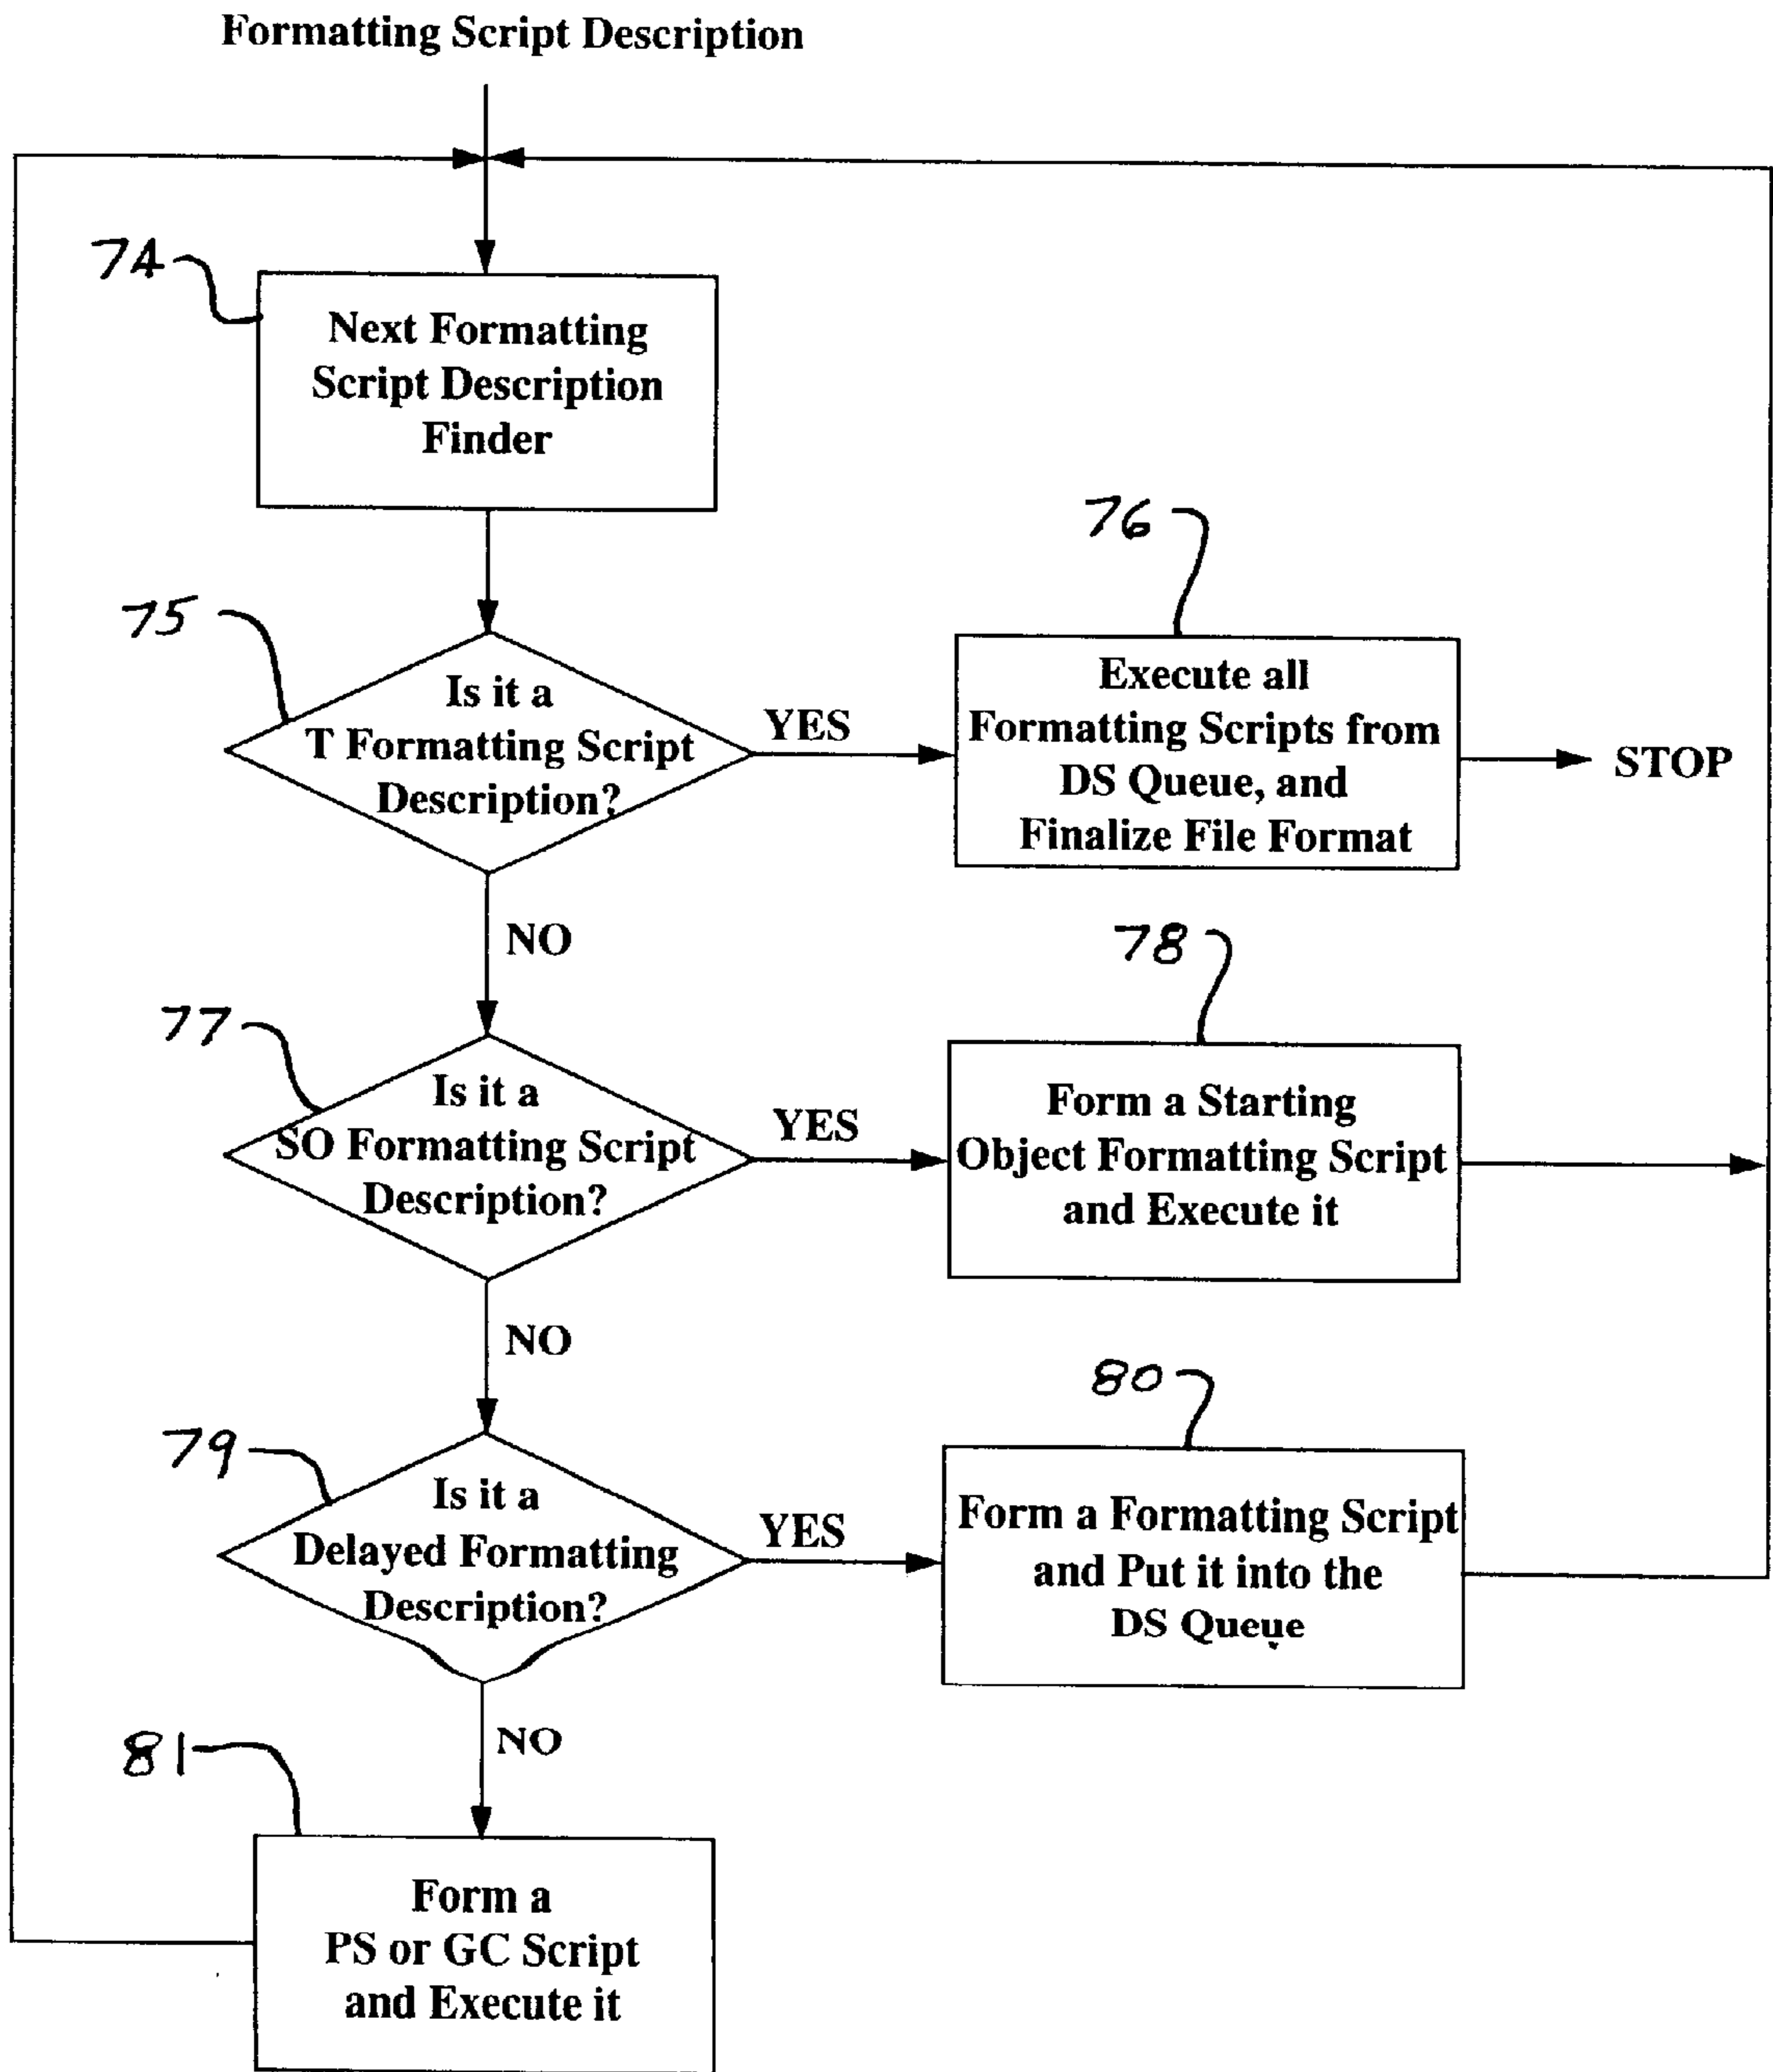 Formatting Script Description
74
Next Formatting
Script Description
Finder
75
Is it a
T Formatting Script
Description?
YES
76
Execute all
Formatting Scripts from
DS Queue, and
Finalize File Format
STOP
NO
77
Is it a
SO Formatting Script
Description?
YES
78
Form a Starting
Object Formatting Script
and Execute it
NO
79
Is it a
Delayed Formatting
Description?
YES
80
Form a Formatting Script
and Put it into the
DS Queue
NO
81
Form a
PS or GC Script
and Execute it